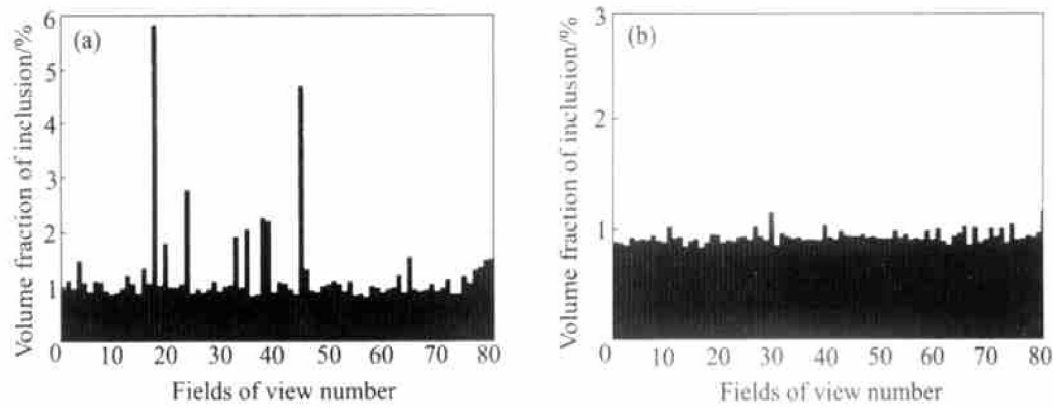 (a)
Volume fraction of inclusion/%
6
5
4
3
2
1
0 10 20 30 40 50 60 70 80
Fields of view number
(b)
Volume fraction of inclusion/%
3
2
1
0 10 20 30 40 50 60 70 80
Fields of view number